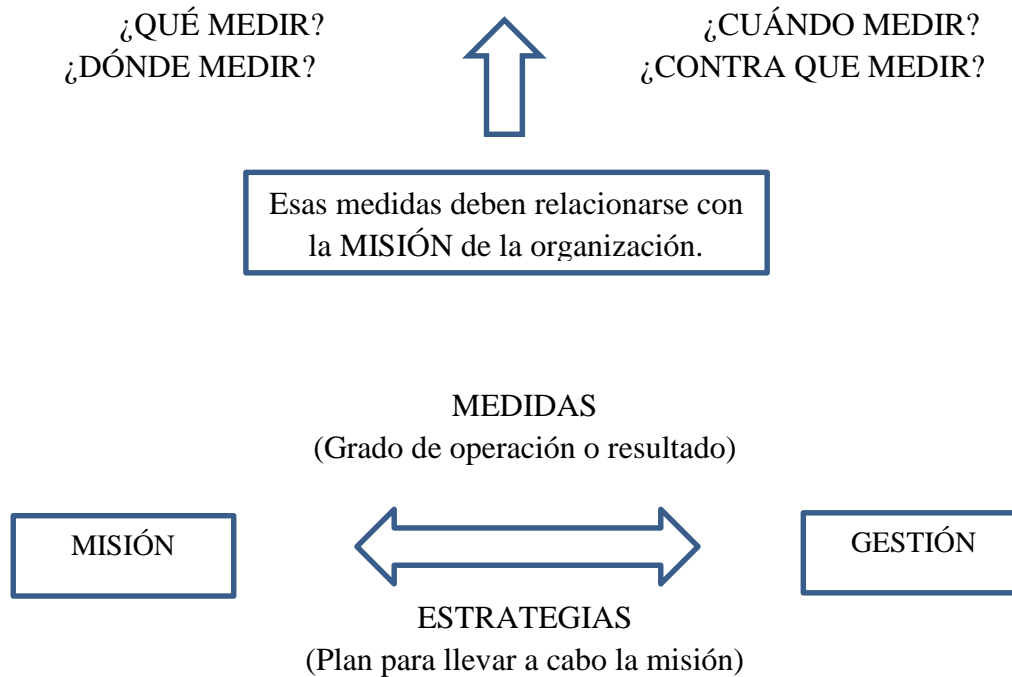 ¿QUÉ MEDIR?
¿DÓNDE MEDIR?
¿CUÁNDO MEDIR?
¿CONTRA QUE MEDIR?
Esas medidas deben relacionarse con
la MISIÓN de la organización.
MEDIDAS
(Grado de operación o resultado)
MISIÓN
GESTIÓN
ESTRATEGIAS
(Plan para llevar a cabo la misión)